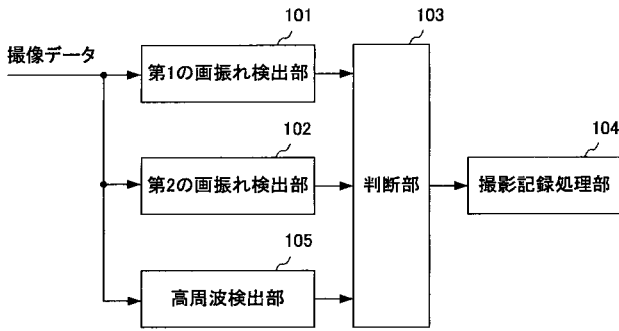 101
103
撮像データ
第1の画振れ検出部
102
104
第2の画振れ検出部
判断部
撮影記録処理部
105
高周波検出部